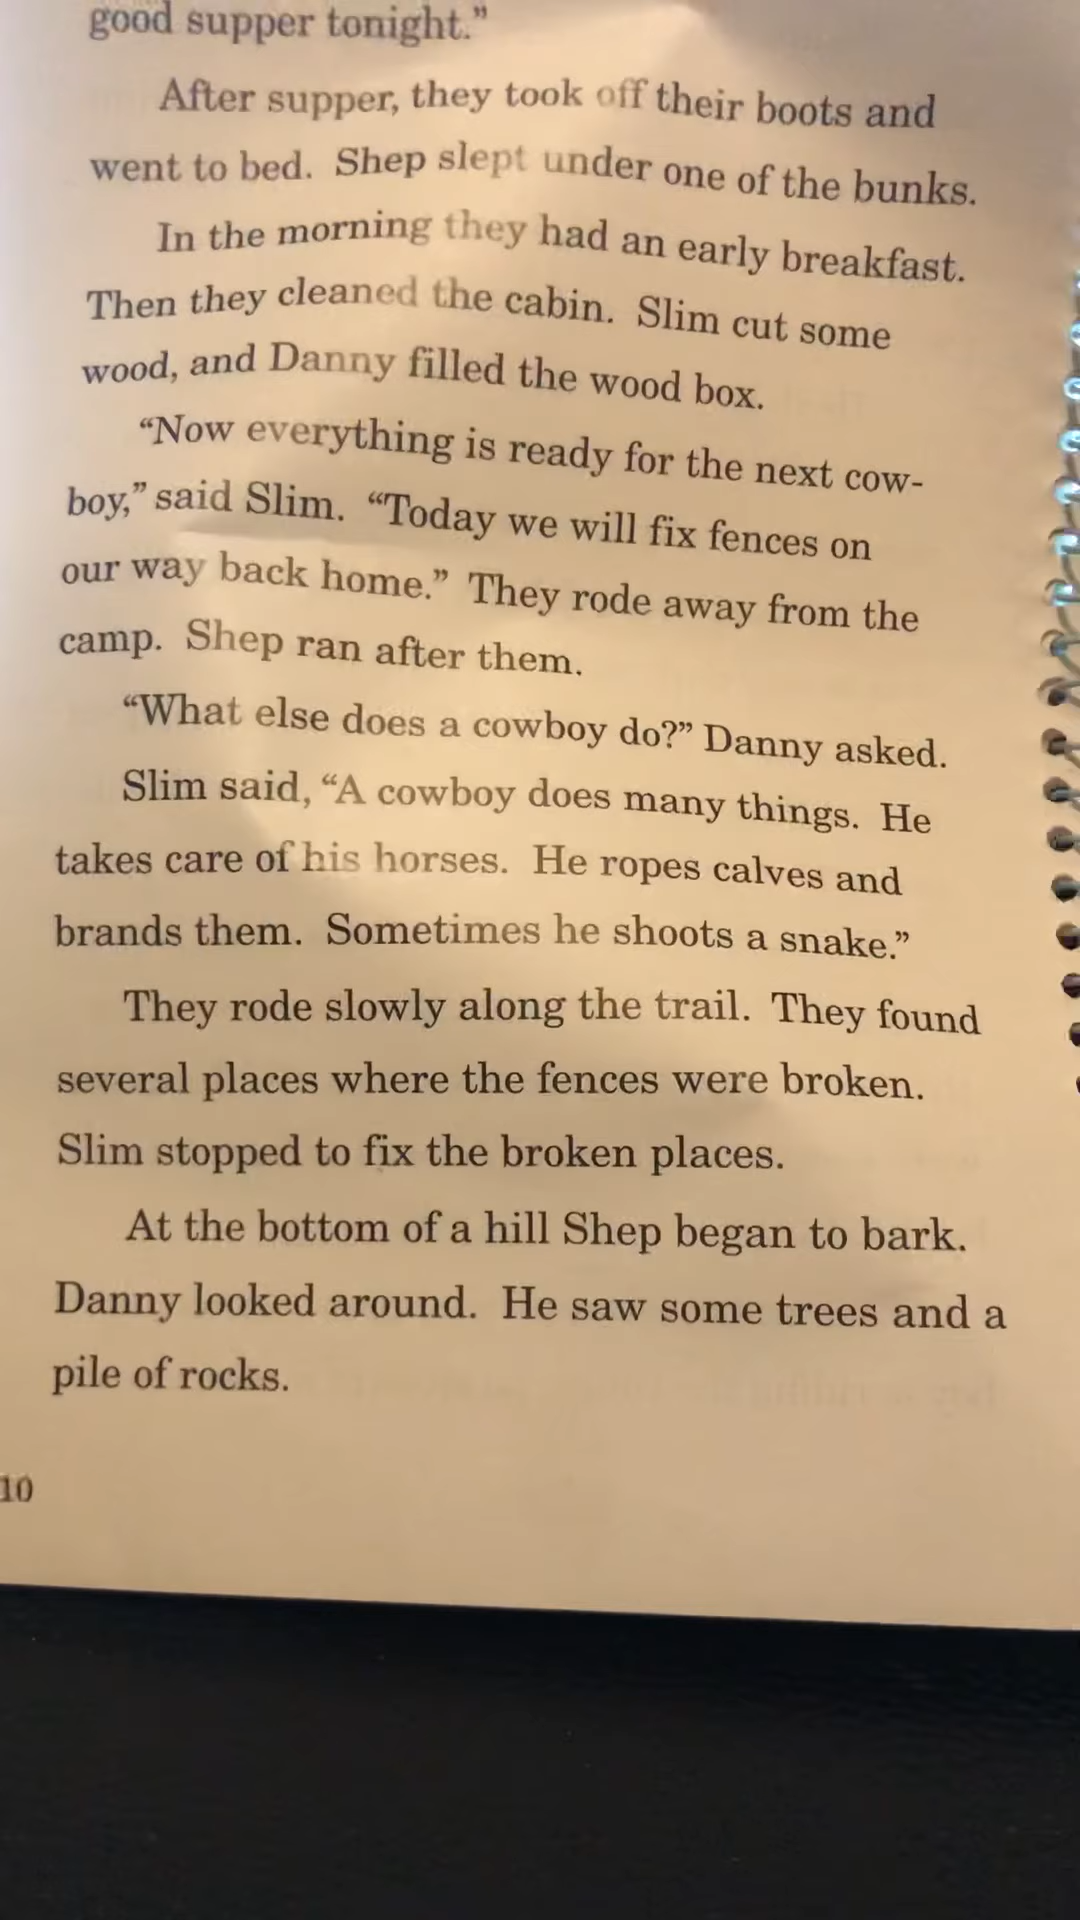 good supper tonight.”
After supper, they took off their boots and
went to bed. Shep slept under one of the bunks.
In the morning they had an early breakfast.
Then they cleaned the cabin. Slim cut some
wood, and Danny filled the wood box.
“Now everything is ready for the next cow-
boy,” said Slim. “Today we will fix fences on
our way back home.” They rode away from the
camp. Shep ran after them.
“What else does a cowboy do?” Danny asked.
Slim said, “A cowboy does many things. He
takes care of his horses. He ropes calves and
brands them. Sometimes he shoots a snake.”
They rode slowly along the trail. They found
several places where the fences were broken.
Slim stopped to fix the broken places.
At the bottom of a hill Shep began to bark.
Danny looked around. He saw some trees and a
pile of rocks.
10